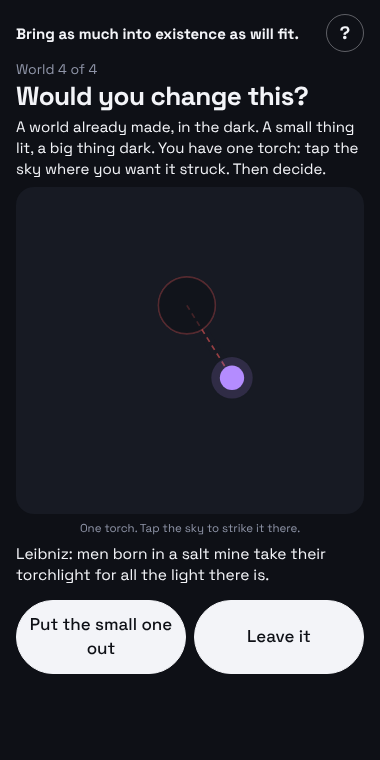 Bring as much into existence as will fit.
?
World 4 of 4
Would you change this?
A world already made, in the dark. A small thing
lit, a big thing dark. You have one torch: tap the
sky where you want it struck. Then decide.
One torch. Tap the sky to strike it there.
Leibniz: men born in a salt mine take their
torchlight for all the light there is.
Put the small one
out
Leave it